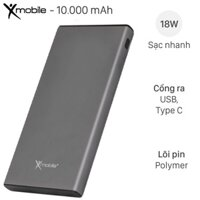 Xmobile - 10.000 mAh
18W
Sạc nhanh
Cổng ra
USB,
Type C
Lõi pin
Polymer
Xmobile